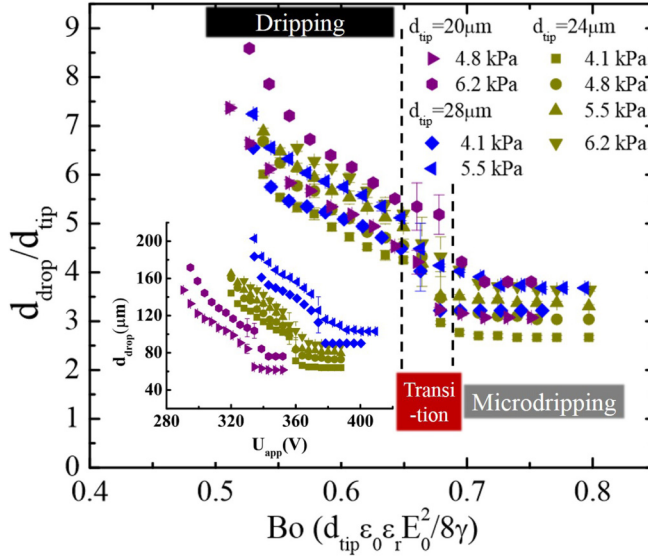 Dripping
d_tip=20μm
d_tip=24μm
4.8 kPa
4.1 kPa
6.2 kPa
4.8 kPa
d_tip=28μm
5.5 kPa
4.1 kPa
6.2 kPa
5.5 kPa
9
8
7
6
5
4
3
2
1
0
d_drop/d_tip
200
160
120
80
40
d_drop(μm)
280
320
360
400
U_app(V)
Transi
-tion
Microdripping
0.4
0.5
0.6
0.7
0.8
Bo (d_tip ε_0 ε_r E_0^2/8γ)